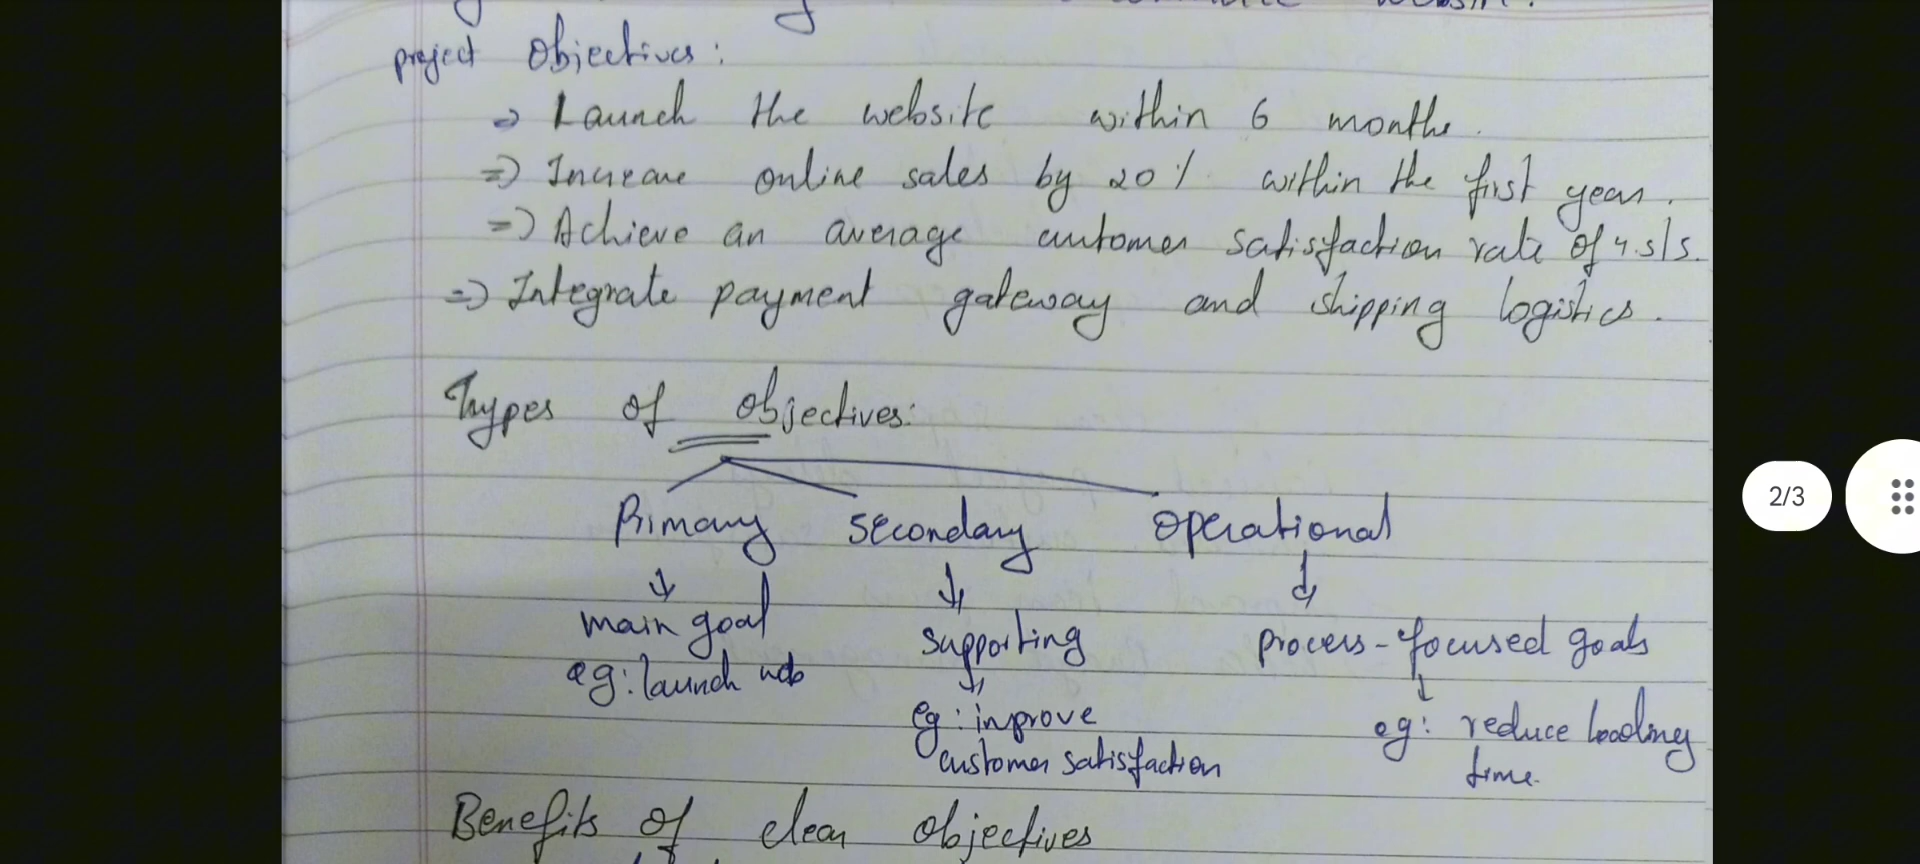 website.
project objectives:
⇒ Launch the website within 6 months.
⇒ Increase online sales by 20% within the first year.
⇒ Achieve an average customer satisfaction rate of 4.5/5.
⇒ Integrate payment gateway and shipping logistics.
Types of objectives:
Primary secondary operational
↓ ↓ ↓
main goal supporting process-focused goals
eg: launch web ↓ ↓
eg: improve eg: reduce loading
customer satisfaction time.
Benefits of clear objectives
2/3